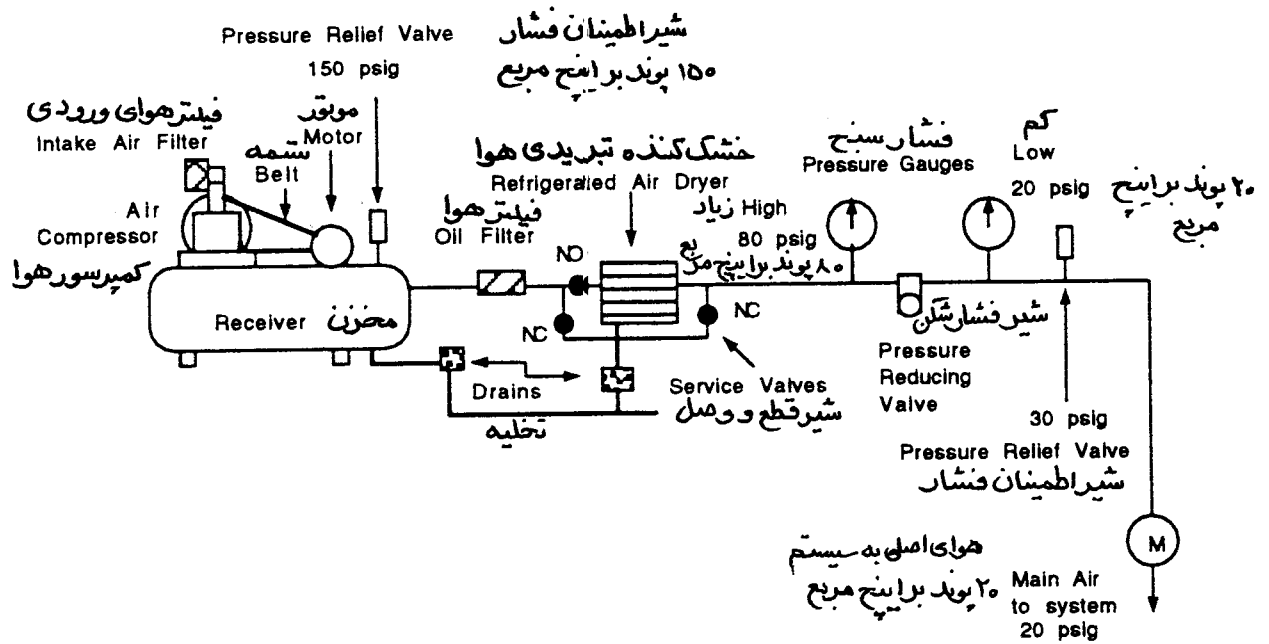 Pressure Relief Valve
150 psig
شیر اطمینان فشار
۱۵۰ پوند بر اینچ مربع
فیلتر هوای ورودی
Intake Air Filter
موتور
Motor
تسمه
Belt
Air
Compressor
کمپرسور هوا
Receiver
مخزن
خشک کننده تبریدی هوا
Refrigerated Air Dryer
فیلتر هوا
Oil Filter
NO
NC
NC
زیاد High
80 psig
۸۰ پوند بر اینچ مربع
فشار سنج
Pressure Gauges
کم
Low
20 psig
۲۰ پوند بر اینچ
مربع
Drains
تخلیه
Service Valves
شیر قطع و وصل
شیر فشار شکن
Pressure
Reducing
Valve
30 psig
Pressure Relief Valve
شیر اطمینان فشار
M
هوای اصلی به سیستم
۲۰ پوند بر اینچ مربع
Main Air
to system
20 psig